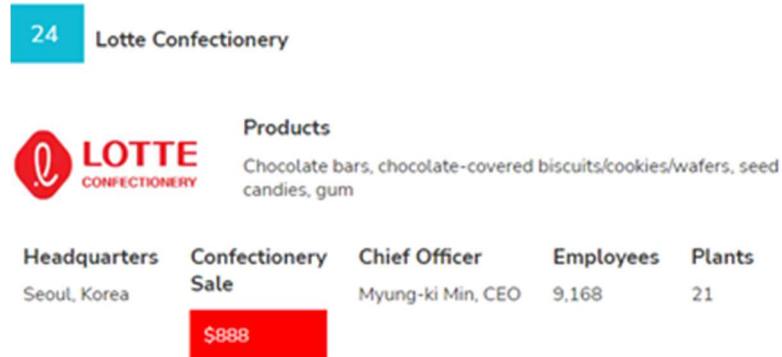 24
Lotte Confectionery
LOTTE
CONFECTIONERY
Products
Chocolate bars, chocolate-covered biscuits/cookies/wafers, seed
candies, gum
Headquarters
Seoul, Korea
Confectionery
Sale
$888
Chief Officer
Myung-ki Min, CEO
Employees
9,168
Plants
21